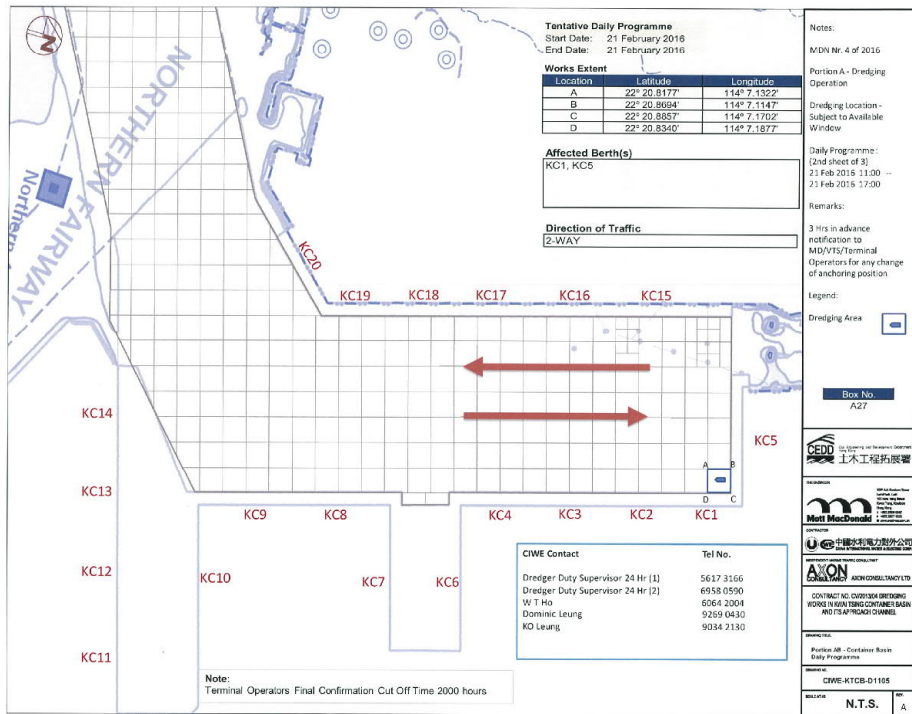 N
Tentative Daily Programme
Start Date: 21 February 2016
End Date: 21 February 2016
Works Extent
Location Latitude Longitude
A 22° 20.8177' 114° 7.1322'
B 22° 20.8694' 114° 7.1147'
C 22° 20.8857' 114° 7.1702'
D 22° 20.8340' 114° 7.1877'
Affected Berth(s)
KC1, KC5
Direction of Traffic
2-WAY
NORTHERN FAIRWAY
Northern
KC20
KC19 KC18 KC17 KC16 KC15
KC14
KC5
A B
D C
KC13
KC9 KC8 KC4 KC3 KC2 KC1
KC12
KC10
KC7 KC6
KC11
CIWE Contact Tel No.
Dredger Duty Supervisor 24 Hr (1) 5617 3166
Dredger Duty Supervisor 24 Hr (2) 6958 0590
W T Ho 6064 2004
Dominic Leung 9269 0430
KO Leung 9034 2130
Note:
Terminal Operators Final Confirmation Cut Off Time 2000 hours
Notes:
MDN Nr. 4 of 2016
Portion A - Dredging
Operation
Dredging Location -
Subject to Available
Window
Daily Programme:
(2nd sheet of 3)
21 Feb 2016 11:00 --
21 Feb 2016 17:00
Remarks:
3 Hrs in advance
notification to
MD/VTS/Terminal
Operators for any change
of anchoring position
Legend:
Dredging Area
Box No.
A27
CEDD
土木工程拓展署
Mott MacDonald
CONTRACTOR
中國水利電力對外公司
AXON
CONSULTANCY AXON CONSULTANCY LTD
CONTRACT NO. CV/2013/04 DREDGING
WORKS IN KWAI TSING CONTAINER BASIN
AND ITS APPROACH CHANNEL
DRAWING TITLE
Portion AB - Container Basin
Daily Programme
DRAWING NO.
CIWE-KTCB-D1105
N.T.S.
REV.
A